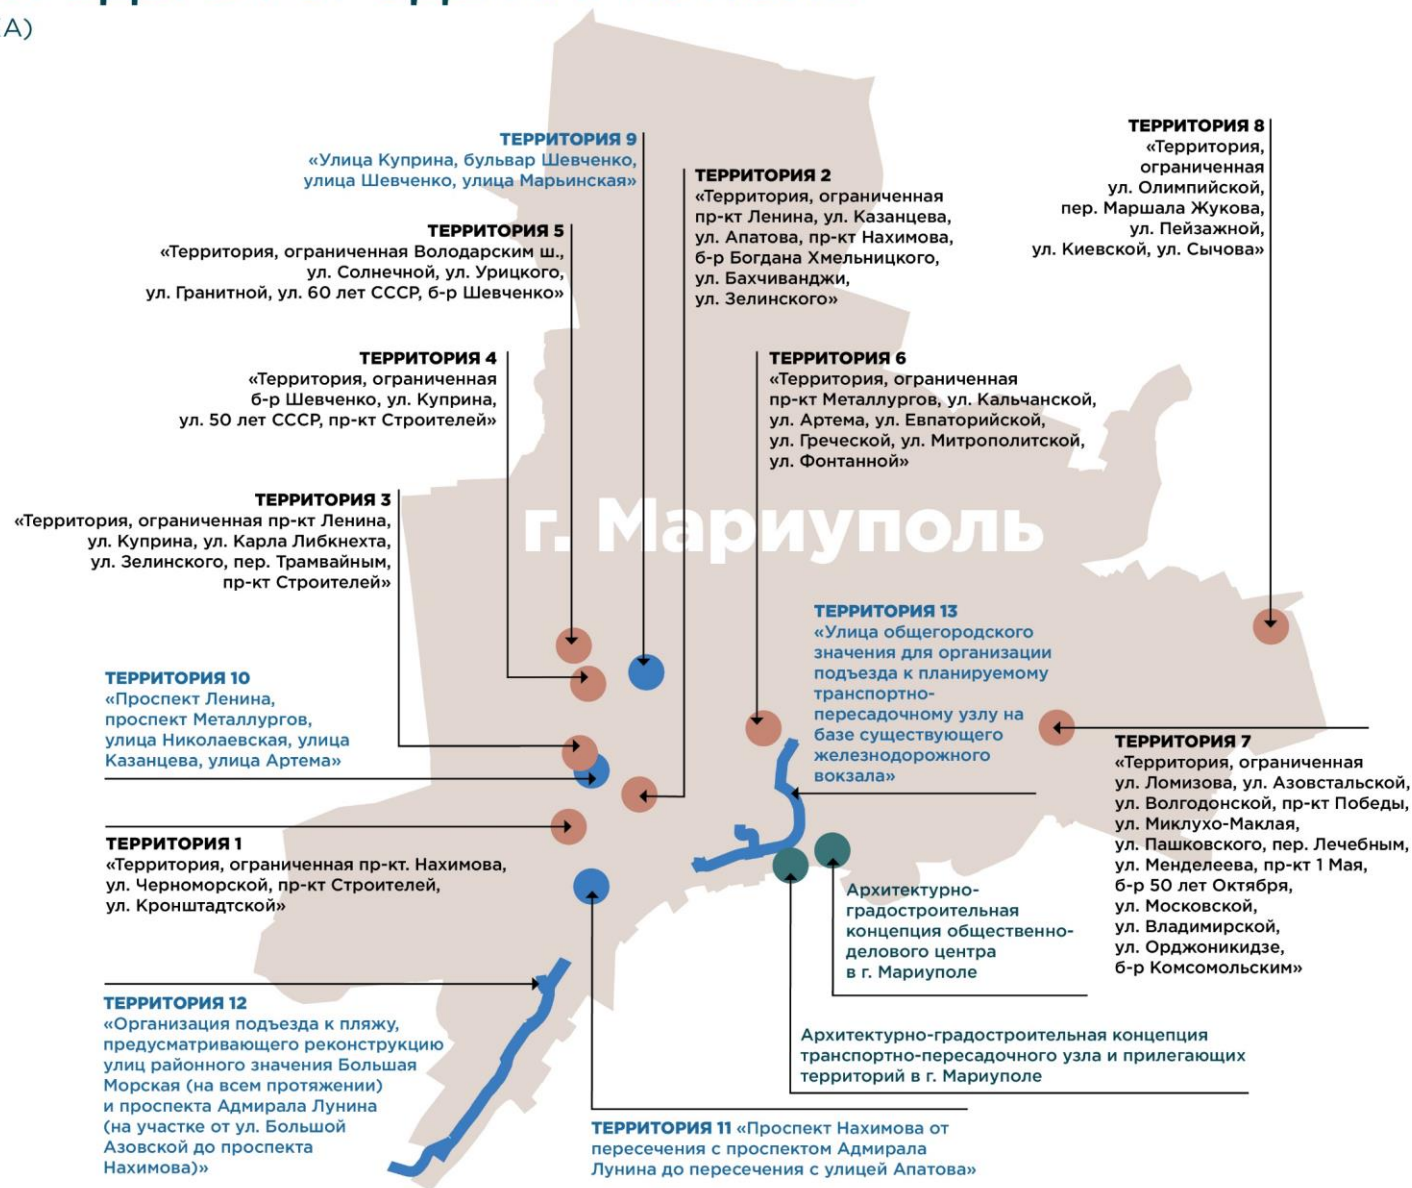 А)
ТЕРРИТОРИЯ 9
«Улица Куприна, бульвар Шевченко,
улица Шевченко, улица Марьинская»
ТЕРРИТОРИЯ 2
«Территория, ограниченная
пр-кт Ленина, ул. Казанцева,
ул. Апатова, пр-кт Нахимова,
б-р Богдана Хмельницкого,
ул. Бахчиванджи,
ул. Зелинского»
ТЕРРИТОРИЯ 8
«Территория,
ограниченная
ул. Олимпийской,
пер. Маршала Жукова,
ул. Пейзажной,
ул. Киевской, ул. Сычова»
ТЕРРИТОРИЯ 5
«Территория, ограниченная Володарским ш.,
ул. Солнечной, ул. Урицкого,
ул. Гранитной, ул. 60 лет СССР, б-р Шевченко»
ТЕРРИТОРИЯ 4
«Территория, ограниченная
б-р Шевченко, ул. Куприна,
ул. 50 лет СССР, пр-кт Строителей»
ТЕРРИТОРИЯ 6
«Территория, ограниченная
пр-кт Металлургов, ул. Кальчанской,
ул. Артема, ул. Евпаторийской,
ул. Греческой, ул. Митрополитской,
ул. Фонтанной»
ТЕРРИТОРИЯ 3
«Территория, ограниченная пр-кт Ленина,
ул. Куприна, ул. Карла Либкнехта,
ул. Зелинского, пер. Трамвайным,
пр-кт Строителей»
г. Мариуполь
ТЕРРИТОРИЯ 13
«Улица общегородского
значения для организации
подъезда к планируемому
транспортно-
пересадочному узлу на
базе существующего
железнодорожного
вокзала»
ТЕРРИТОРИЯ 10
«Проспект Ленина,
проспект Металлургов,
улица Николаевская, улица
Казанцева, улица Артема»
ТЕРРИТОРИЯ 7
«Территория, ограниченная
ул. Ломизова, ул. Азовстальской,
ул. Волгодонской, пр-кт Победы,
ул. Миклухо-Маклая,
ул. Пашковского, пер. Лечебным,
ул. Менделеева, пр-кт 1 Мая,
б-р 50 лет Октября,
ул. Московской,
ул. Владимирской,
ул. Орджоникидзе,
б-р Комсомольским»
ТЕРРИТОРИЯ 1
«Территория, ограниченная пр-кт. Нахимова,
ул. Черноморской, пр-кт Строителей,
ул. Кронштадтской»
Архитектурно-
градостроительная
концепция общественно-
делового центра
в г. Мариуполе
ТЕРРИТОРИЯ 12
«Организация подъезда к пляжу,
предусматривающего реконструкцию
улиц районного значения Большая
Морская (на всем протяжении)
и проспекта Адмирала Лунина
(на участке от ул. Большой
Азовской до проспекта
Нахимова)»
Архитектурно-градостроительная концепция
транспортно-пересадочного узла и прилегающих
территорий в г. Мариуполе
ТЕРРИТОРИЯ 11 «Проспект Нахимова от
пересечения с проспектом Адмирала
Лунина до пересечения с улицей Апатова»